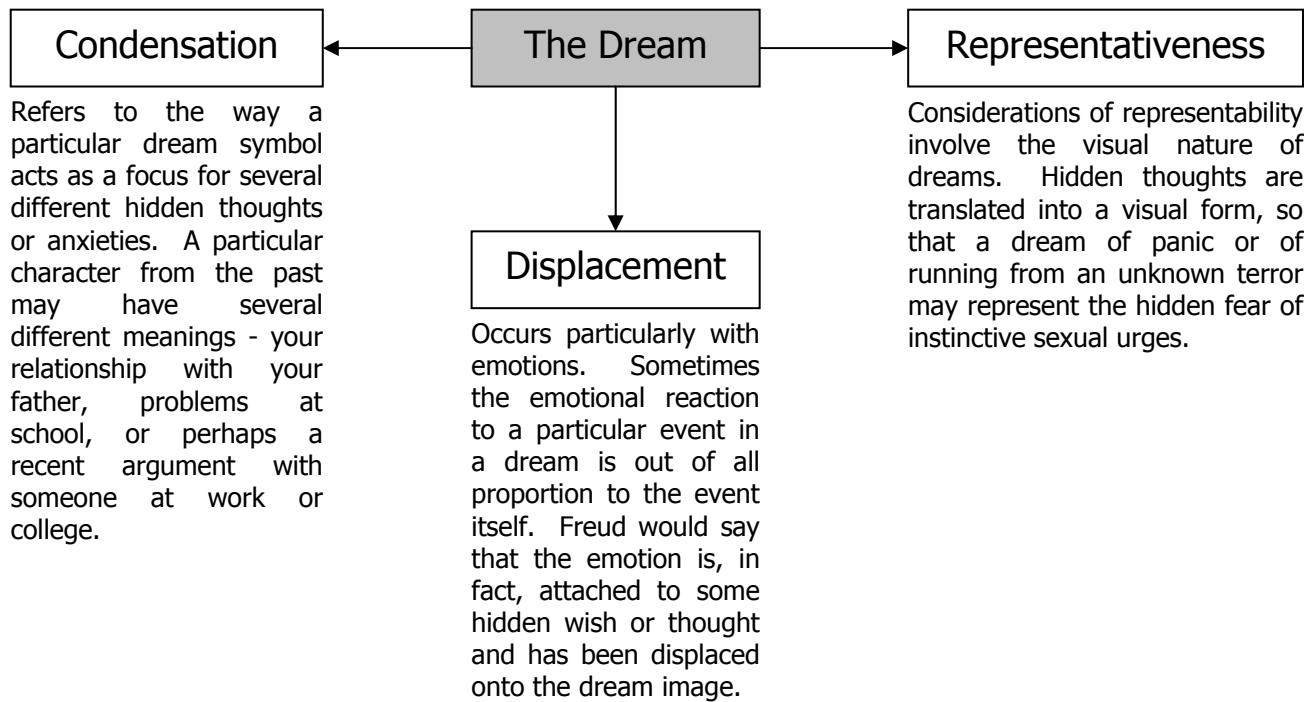 Condensation
The Dream
Representativeness
Refers to the way a
particular dream symbol
acts as a focus for several
different hidden thoughts
or anxieties. A particular
character from the past
may have several
different meanings - your
relationship with your
father, problems at
school, or perhaps a
recent argument with
someone at work or
college.
Displacement
Occurs particularly with
emotions. Sometimes
the emotional reaction
to a particular event in
a dream is out of all
proportion to the event
itself. Freud would say
that the emotion is, in
fact, attached to some
hidden wish or thought
and has been displaced
onto the dream image.
Considerations of representability
involve the visual nature of
dreams. Hidden thoughts are
translated into a visual form, so
that a dream of panic or of
running from an unknown terror
may represent the hidden fear of
instinctive sexual urges.